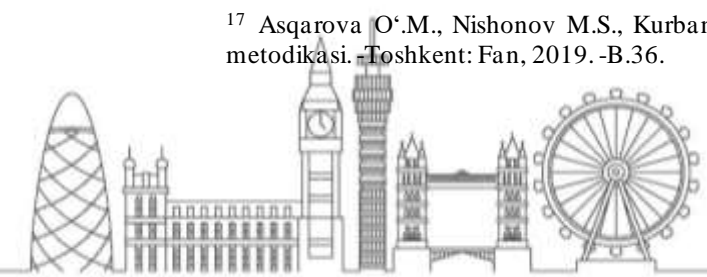 17 Asqarova O‘.M., Nishonov M.S., Kurban
metodikasi. -Toshkent: Fan, 2019. -B.36.